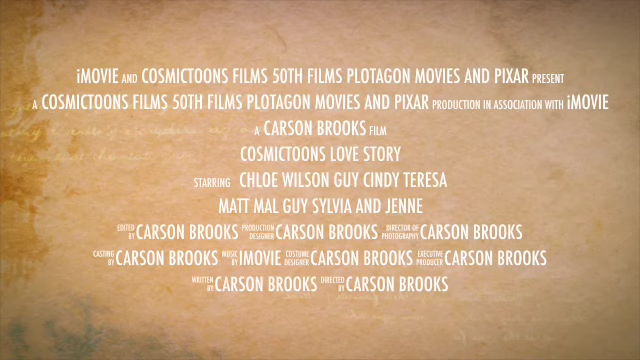 iMOVIE AND COSMICTOONS FILMS 50TH FILMS PLOTAGON MOVIES AND PIXAR PRESENT
A COSMICTOONS FILMS 50TH FILMS PLOTAGON MOVIES AND PIXAR PRODUCTION IN ASSOCIATION WITH iMOVIE
A CARSON BROOKS FILM
COSMICTOONS LOVE STORY
STARRING CHLOE WILSON GUY CINDY TERESA
MATT MAL GUY SYLVIA AND JENNE
EDITED BY CARSON BROOKS PRODUCTION DESIGNER CARSON BROOKS DIRECTOR OF PHOTOGRAPHY CARSON BROOKS
CASTING BY CARSON BROOKS MUSIC BY IMOVIE COSTUME DESIGNER CARSON BROOKS EXECUTIVE PRODUCER CARSON BROOKS
WRITTEN BY CARSON BROOKS DIRECTED BY CARSON BROOKS